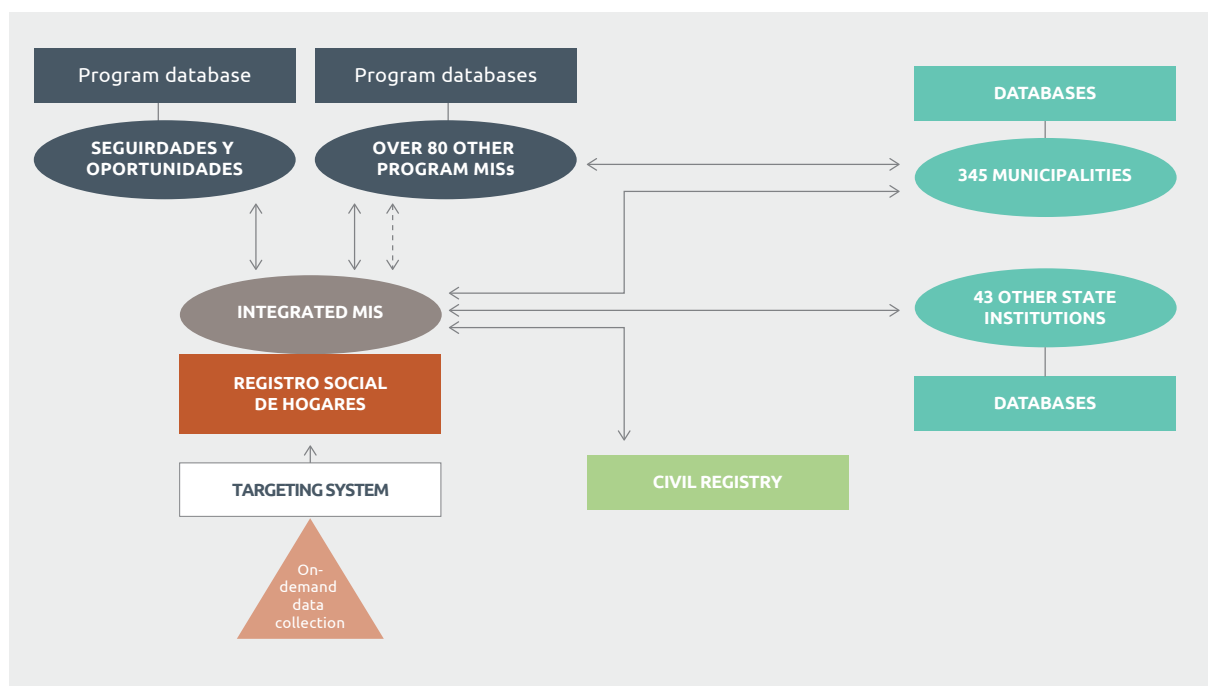 Program database
Program databases
SEGUIRDADES Y
OPORTUNIDADES
OVER 80 OTHER
PROGRAM MISs
DATABASES
345 MUNICIPALITIES
INTEGRATED MIS
43 OTHER STATE
INSTITUTIONS
REGISTRO SOCIAL
DE HOGARES
DATABASES
TARGETING SYSTEM
CIVIL REGISTRY
On-
demand
data
collection